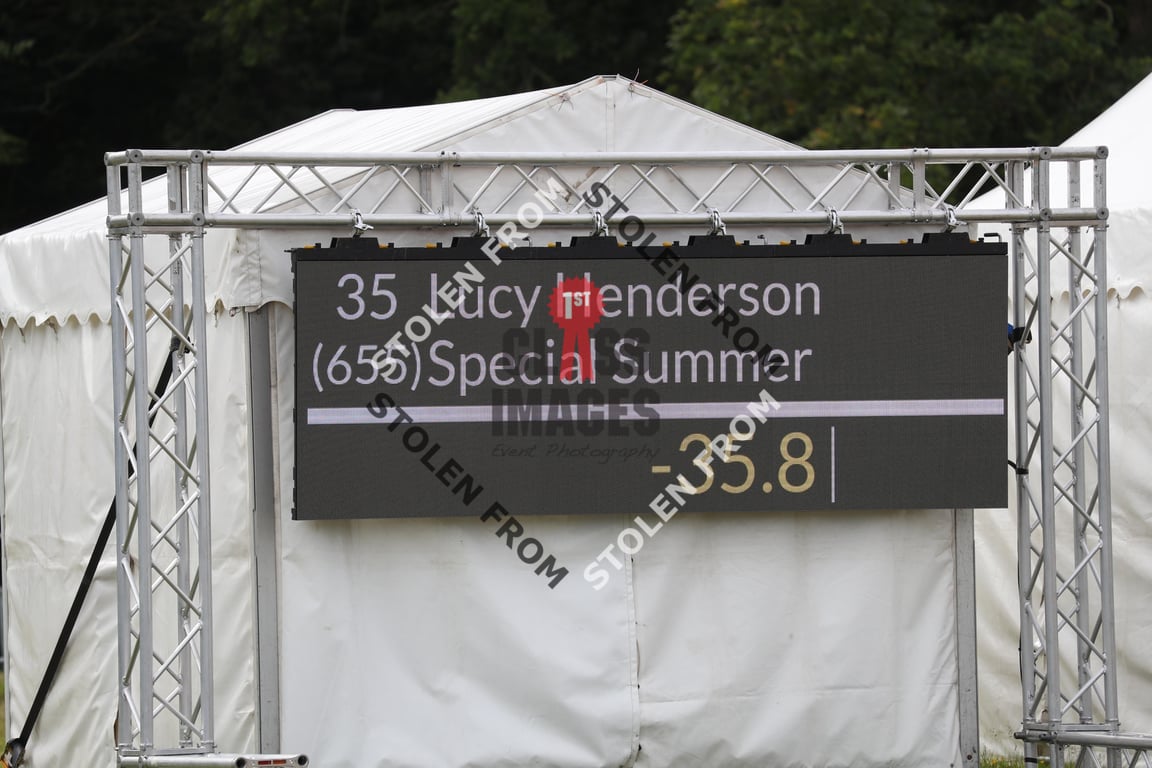 35 Lucy Henderson
(655) Special Summer
-35.8
1ST
CLASS
IMAGES
Event Photography
STOLEN FROM
STOLEN FROM
STOLEN FROM
STOLEN FROM